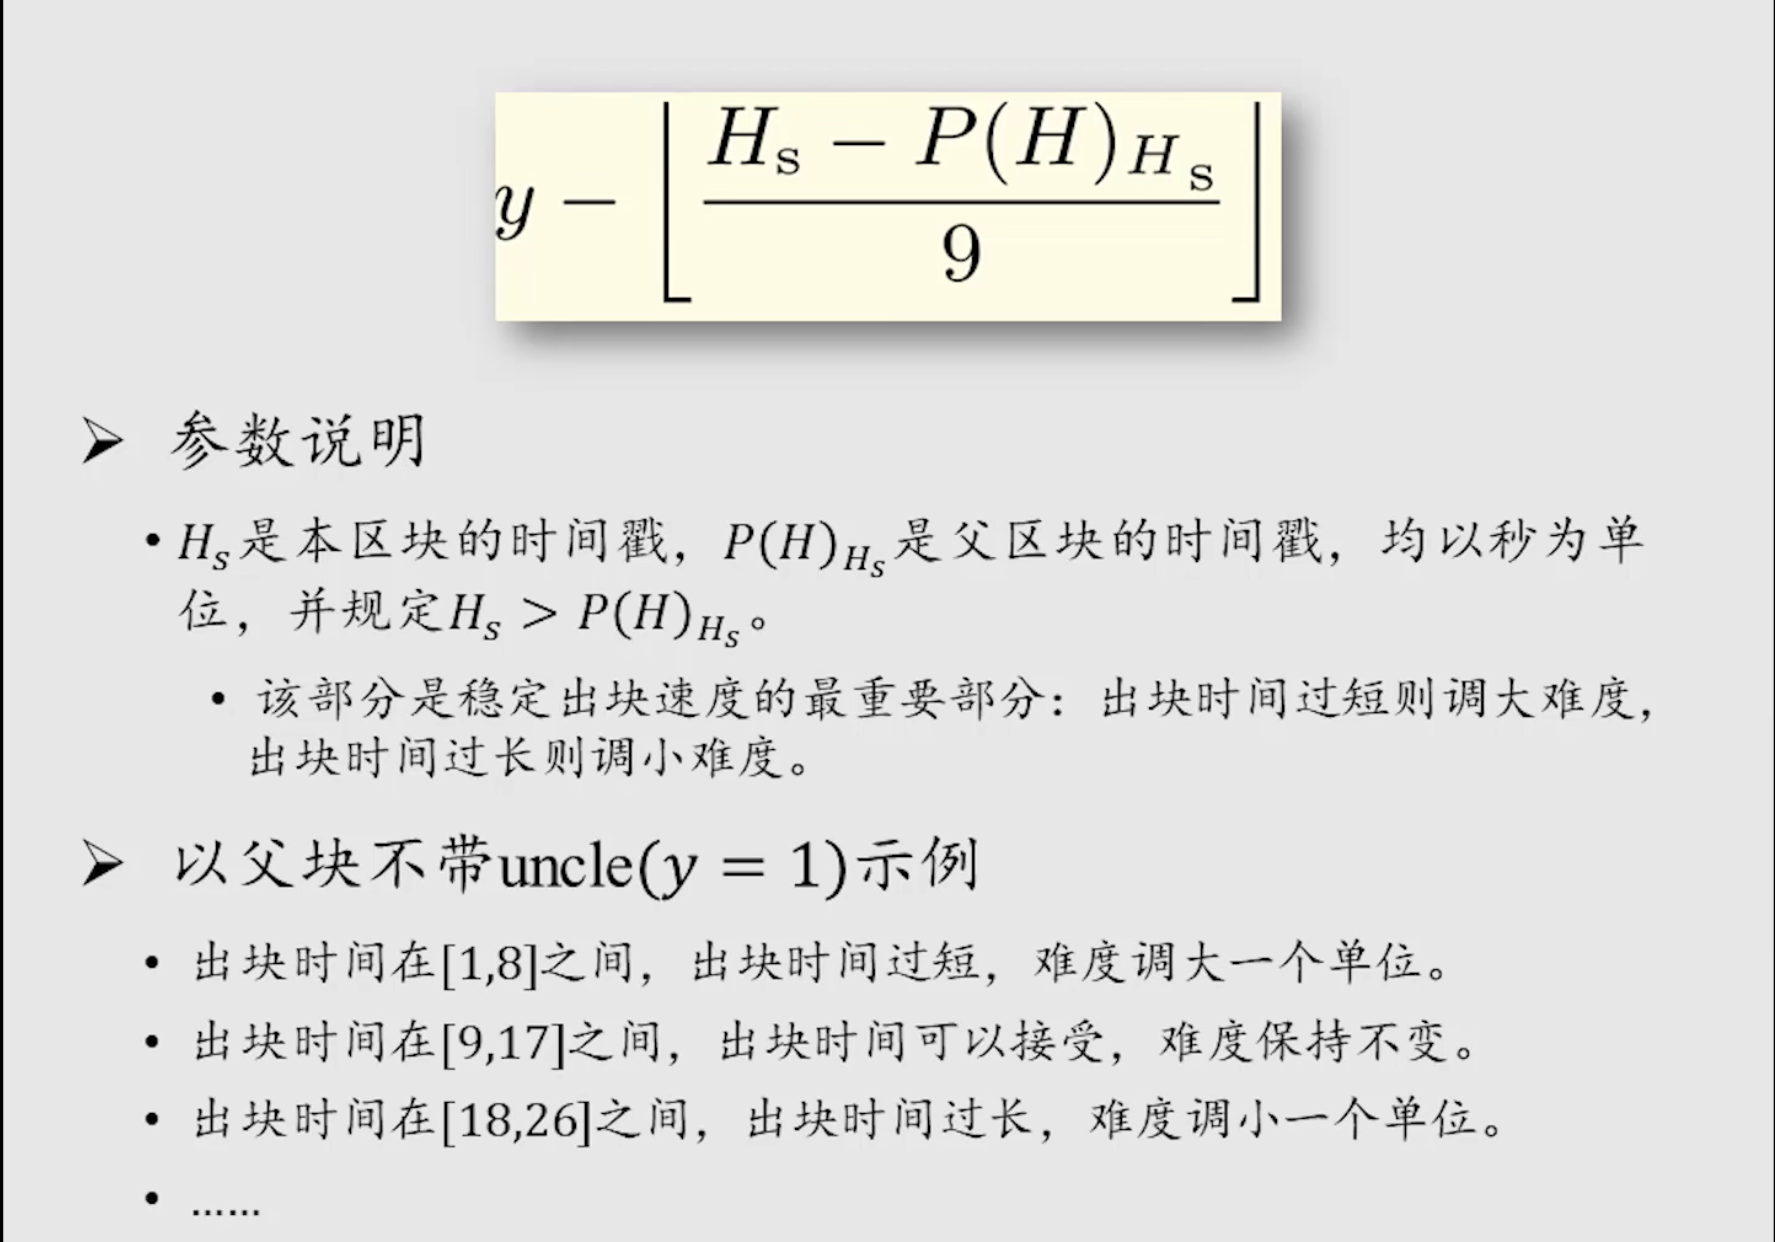 y − ⌊(H_s − P(H)_{H_s}) / 9⌋
➢ 参数说明
• H_s是本区块的时间戳，P(H)_{H_s}是父区块的时间戳，均以秒为单
位，并规定H_s > P(H)_{H_s}。
• 该部分是稳定出块速度的最重要部分：出块时间过短则调大难度，
出块时间过长则调小难度。
➢ 以父块不带uncle(y = 1)示例
• 出块时间在[1,8]之间，出块时间过短，难度调大一个单位。
• 出块时间在[9,17]之间，出块时间可以接受，难度保持不变。
• 出块时间在[18,26]之间，出块时间过长，难度调小一个单位。
• ……